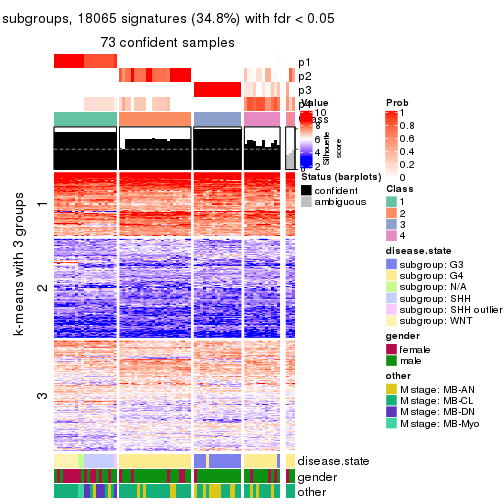 subgroups, 18065 signatures (34.8%) with fdr < 0.05
73 confident samples
p1
p2
p3
p4
Class
Silhouette
score
k-means with 3 groups
1
2
3
disease.state
gender
other
Value
10
8
6
4
2
Status (barplots)
confident
ambiguous
Prob
1
0.8
0.6
0.4
0.2
0
Class
1
2
3
4
disease.state
subgroup: G3
subgroup: G4
subgroup: N/A
subgroup: SHH
subgroup: SHH outlier
subgroup: WNT
gender
female
male
other
M stage: MB-AN
M stage: MB-CL
M stage: MB-DN
M stage: MB-Myo